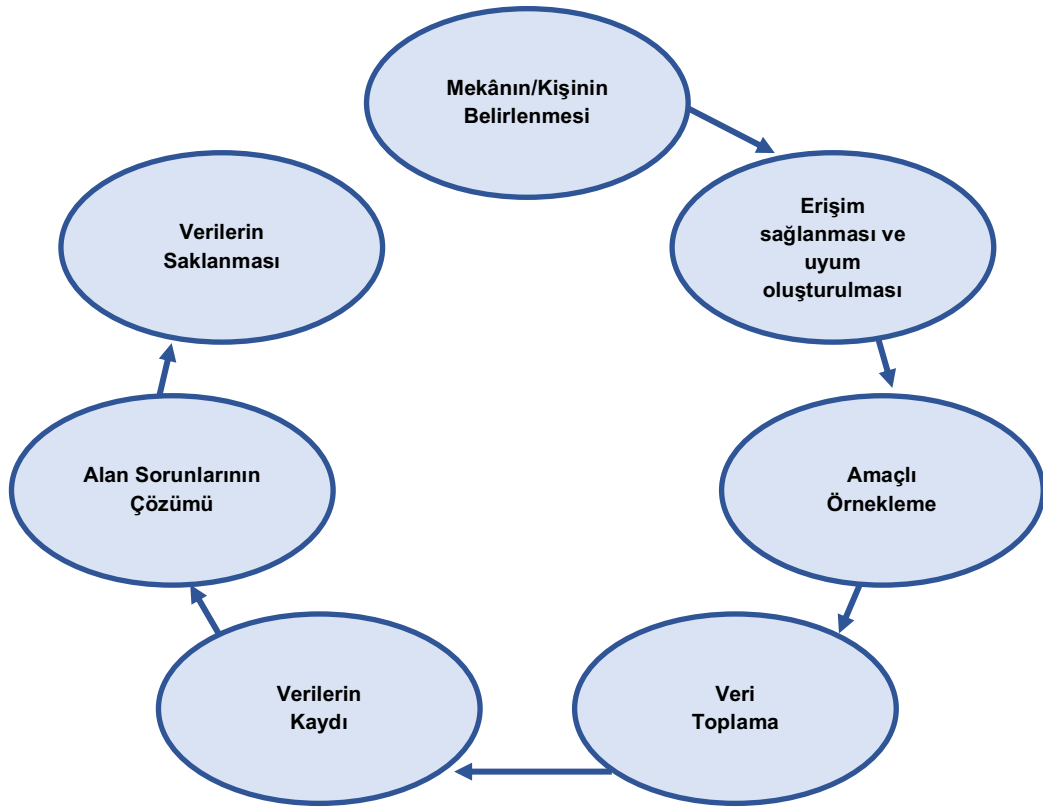 Mekânın/Kişinin
Belirlenmesi
Erişim
sağlanması ve
uyum
oluşturulması
Amaçlı
Örnekleme
Veri
Toplama
Verilerin
Kaydı
Alan Sorunlarının
Çözümü
Verilerin
Saklanması